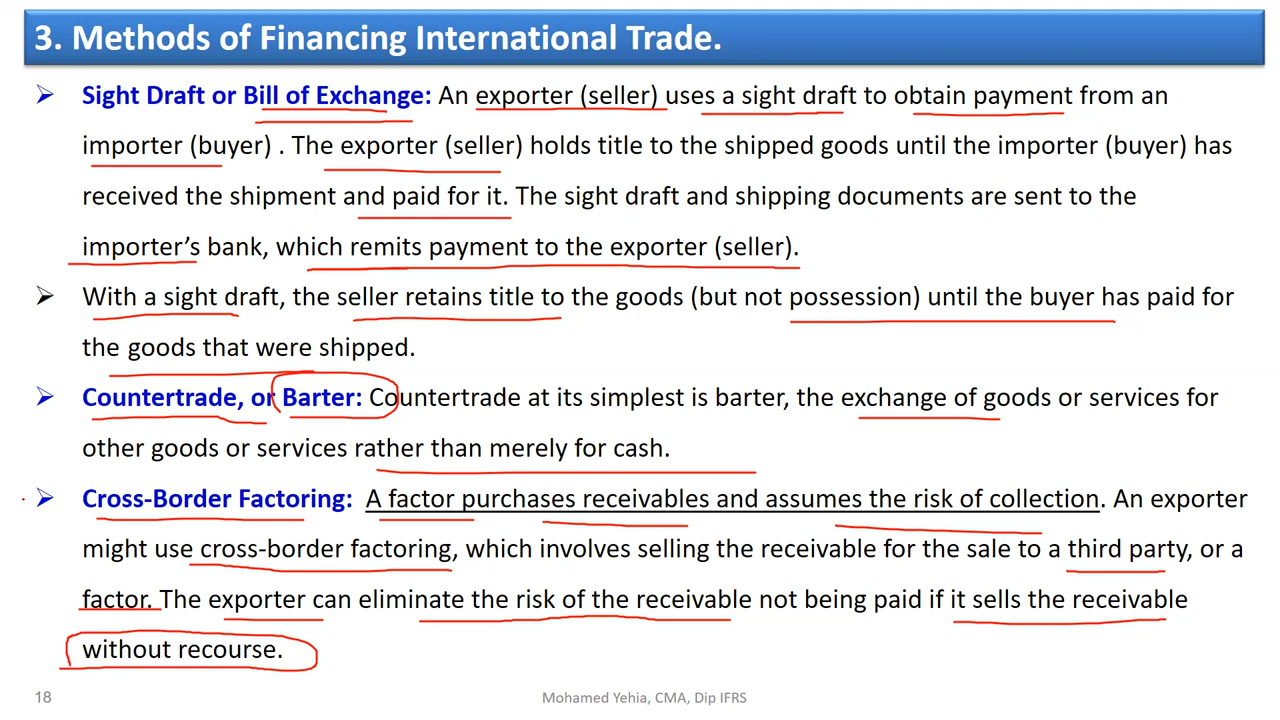 3. Methods of Financing International Trade.
➢ Sight Draft or Bill of Exchange: An exporter (seller) uses a sight draft to obtain payment from an
importer (buyer) . The exporter (seller) holds title to the shipped goods until the importer (buyer) has
received the shipment and paid for it. The sight draft and shipping documents are sent to the
importer's bank, which remits payment to the exporter (seller).
➢ With a sight draft, the seller retains title to the goods (but not possession) until the buyer has paid for
the goods that were shipped.
➢ Countertrade, or Barter: Countertrade at its simplest is barter, the exchange of goods or services for
other goods or services rather than merely for cash.
➢ Cross-Border Factoring: A factor purchases receivables and assumes the risk of collection. An exporter
might use cross-border factoring, which involves selling the receivable for the sale to a third party, or a
factor. The exporter can eliminate the risk of the receivable not being paid if it sells the receivable
without recourse.
18
Mohamed Yehia, CMA, Dip IFRS